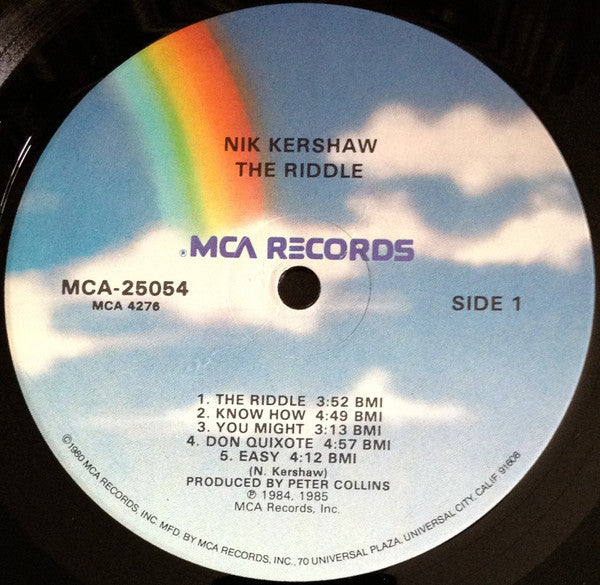 NIK KERSHAW
THE RIDDLE
® MCA RECORDS
MCA-25054
MCA 4276
SIDE 1
1. THE RIDDLE 3:52 BMI
2. KNOW HOW 4:49 BMI
3. YOU MIGHT 3:13 BMI
4. DON QUIXOTE 4:57 BMI
5. EASY 4:12 BMI
(N. Kershaw)
PRODUCED BY PETER COLLINS
℗ 1984, 1985
MCA Records, Inc.
©1980 MCA RECORDS, INC. MFD. BY MCA RECORDS, INC., 70 UNIVERSAL PLAZA, UNIVERSAL CITY, CALIF. 91608